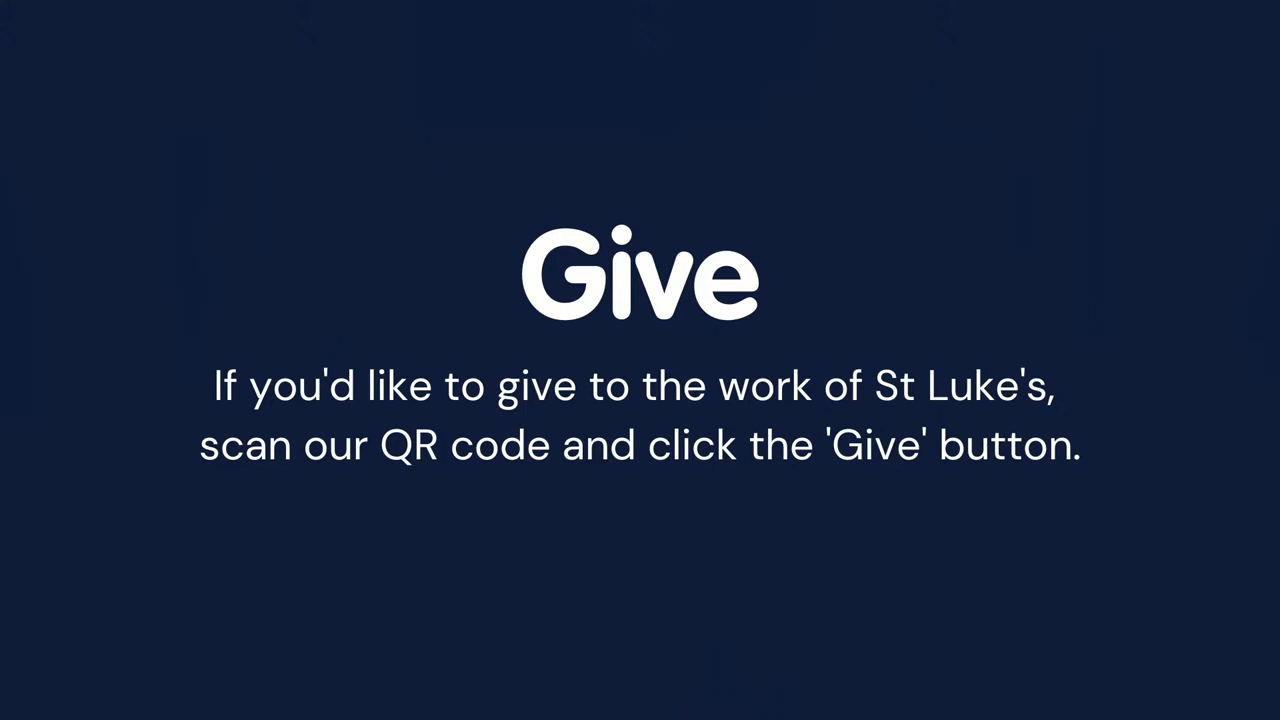 Give
If you'd like to give to the work of St Luke's,
scan our QR code and click the 'Give' button.